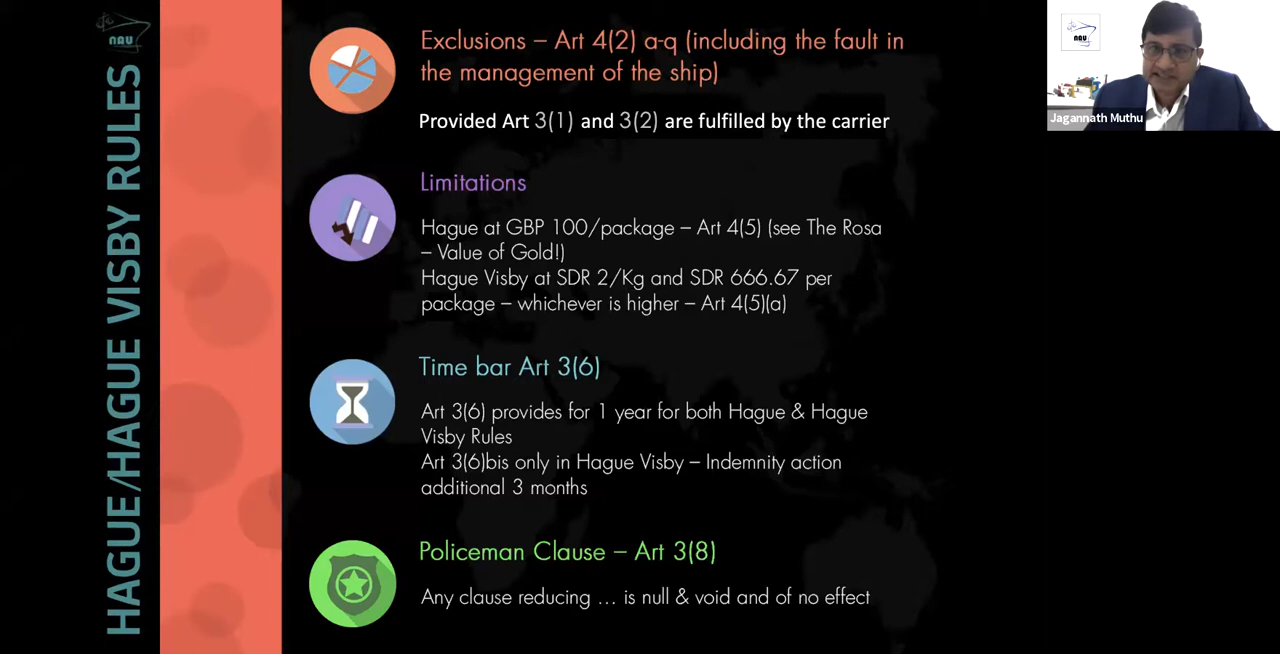 HAGUE/HAGUE VISBY RULES
NAU
Exclusions – Art 4(2) a-q (including the fault in
the management of the ship)
Provided Art 3(1) and 3(2) are fulfilled by the carrier
Limitations
Hague at GBP 100/package – Art 4(5) (see The Rosa
– Value of Gold!)
Hague Visby at SDR 2/Kg and SDR 666.67 per
package – whichever is higher – Art 4(5)(a)
Time bar Art 3(6)
Art 3(6) provides for 1 year for both Hague & Hague
Visby Rules
Art 3(6)bis only in Hague Visby – Indemnity action
additional 3 months
Policeman Clause – Art 3(8)
Any clause reducing ... is null & void and of no effect
NAU
Jagannath Muthu